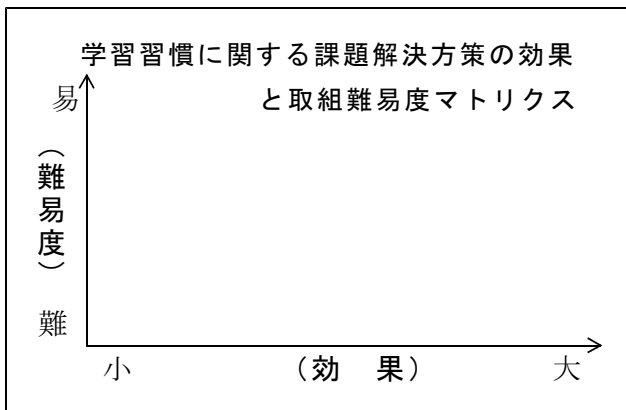 学習習慣に関する課題解決方策の効果
と取組難易度マトリクス
易
（難易度）
難
小
（効　果）
大